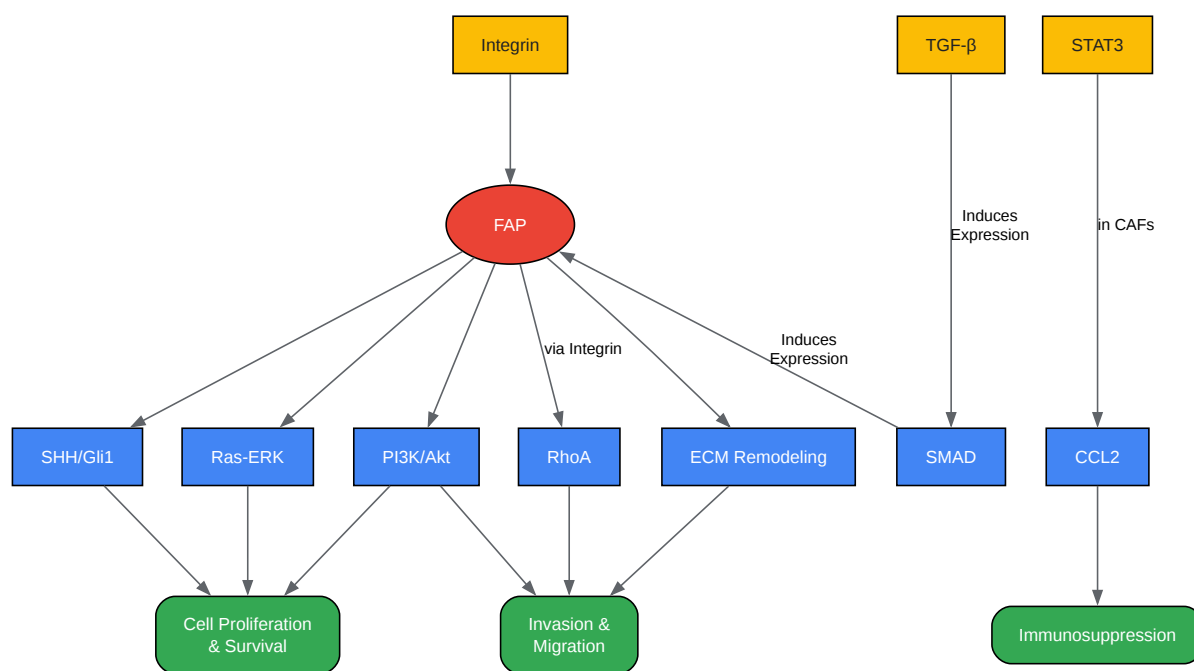 Integrin
TGF-β
STAT3
FAP
Induces
Expression
in CAFs
via Integrin
Induces
Expression
SHH/Gli1
Ras-ERK
PI3K/Akt
RhoA
ECM Remodeling
SMAD
CCL2
Cell Proliferation
& Survival
Invasion &
Migration
Immunosuppression